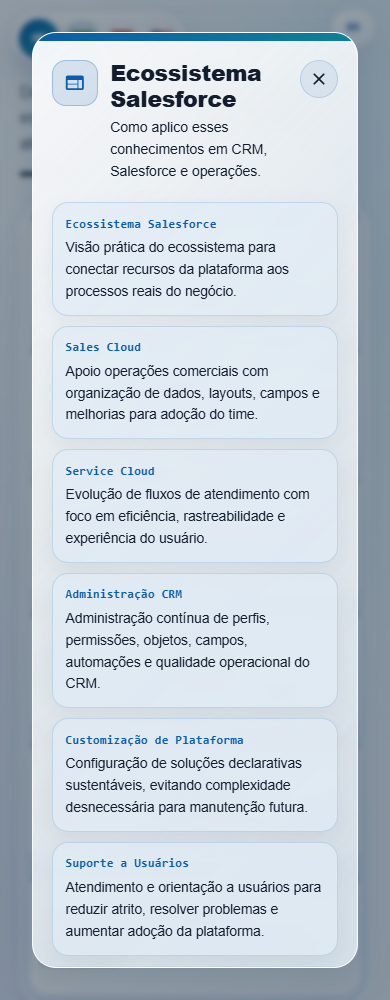 Ecossistema
Salesforce
Como aplico esses
conhecimentos em CRM,
Salesforce e operações.
Ecossistema Salesforce
Visão prática do ecossistema para
conectar recursos da plataforma aos
processos reais do negócio.
Sales Cloud
Apoio operações comerciais com
organização de dados, layouts, campos e
melhorias para adoção do time.
Service Cloud
Evolução de fluxos de atendimento com
foco em eficiência, rastreabilidade e
experiência do usuário.
Administração CRM
Administração contínua de perfis,
permissões, objetos, campos,
automações e qualidade operacional do
CRM.
Customização de Plataforma
Configuração de soluções declarativas
sustentáveis, evitando complexidade
desnecessária para manutenção futura.
Suporte a Usuários
Atendimento e orientação a usuários para
reduzir atrito, resolver problemas e
aumentar adoção da plataforma.